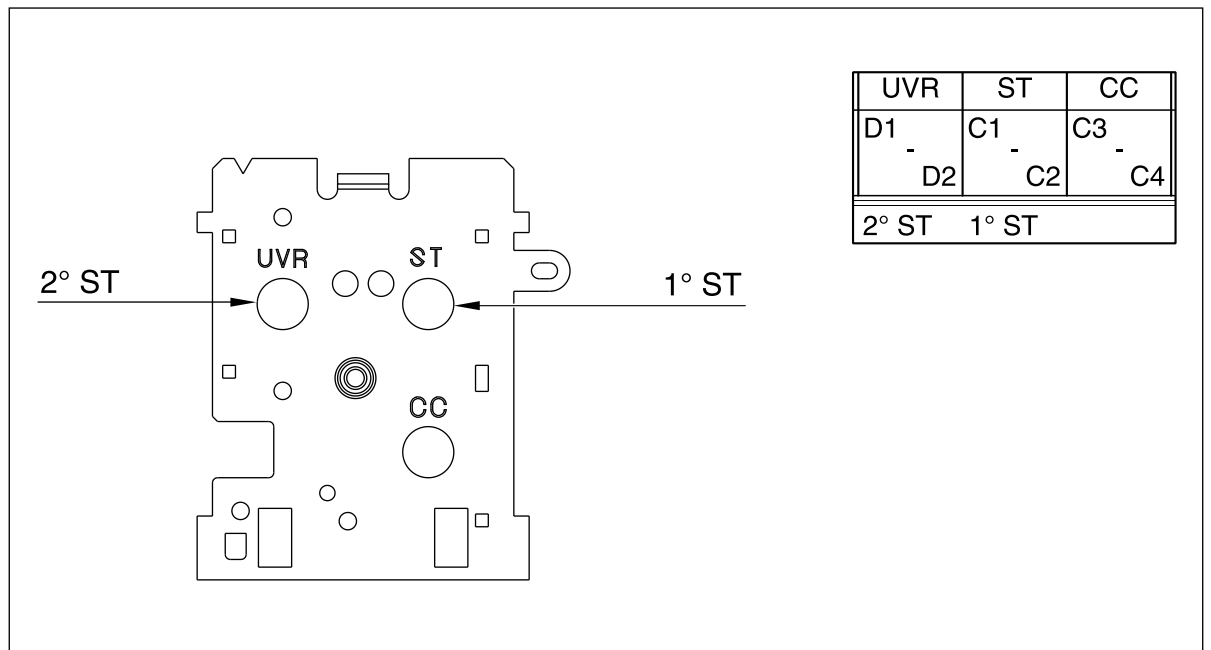 UVR ST CC
D1 - D2 C1 - C2 C3 - C4
2° ST 1° ST
UVR ST
2° ST 1° ST
CC